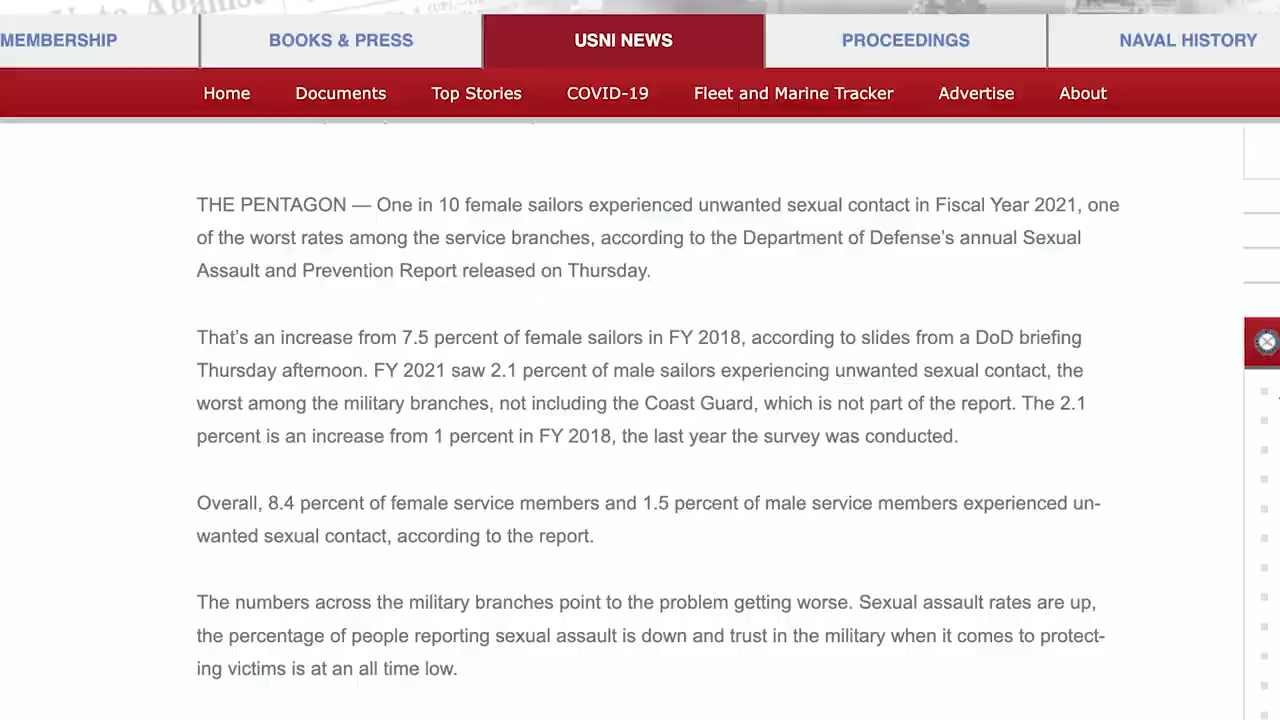 Vote Against
MEMBERSHIP
BOOKS & PRESS
USNI NEWS
PROCEEDINGS
NAVAL HISTORY
Home
Documents
Top Stories
COVID-19
Fleet and Marine Tracker
Advertise
About
THE PENTAGON — One in 10 female sailors experienced unwanted sexual contact in Fiscal Year 2021, one
of the worst rates among the service branches, according to the Department of Defense’s annual Sexual
Assault and Prevention Report released on Thursday.
That’s an increase from 7.5 percent of female sailors in FY 2018, according to slides from a DoD briefing
Thursday afternoon. FY 2021 saw 2.1 percent of male sailors experiencing unwanted sexual contact, the
worst among the military branches, not including the Coast Guard, which is not part of the report. The 2.1
percent is an increase from 1 percent in FY 2018, the last year the survey was conducted.
Overall, 8.4 percent of female service members and 1.5 percent of male service members experienced un-
wanted sexual contact, according to the report.
The numbers across the military branches point to the problem getting worse. Sexual assault rates are up,
the percentage of people reporting sexual assault is down and trust in the military when it comes to protect-
ing victims is at an all time low.